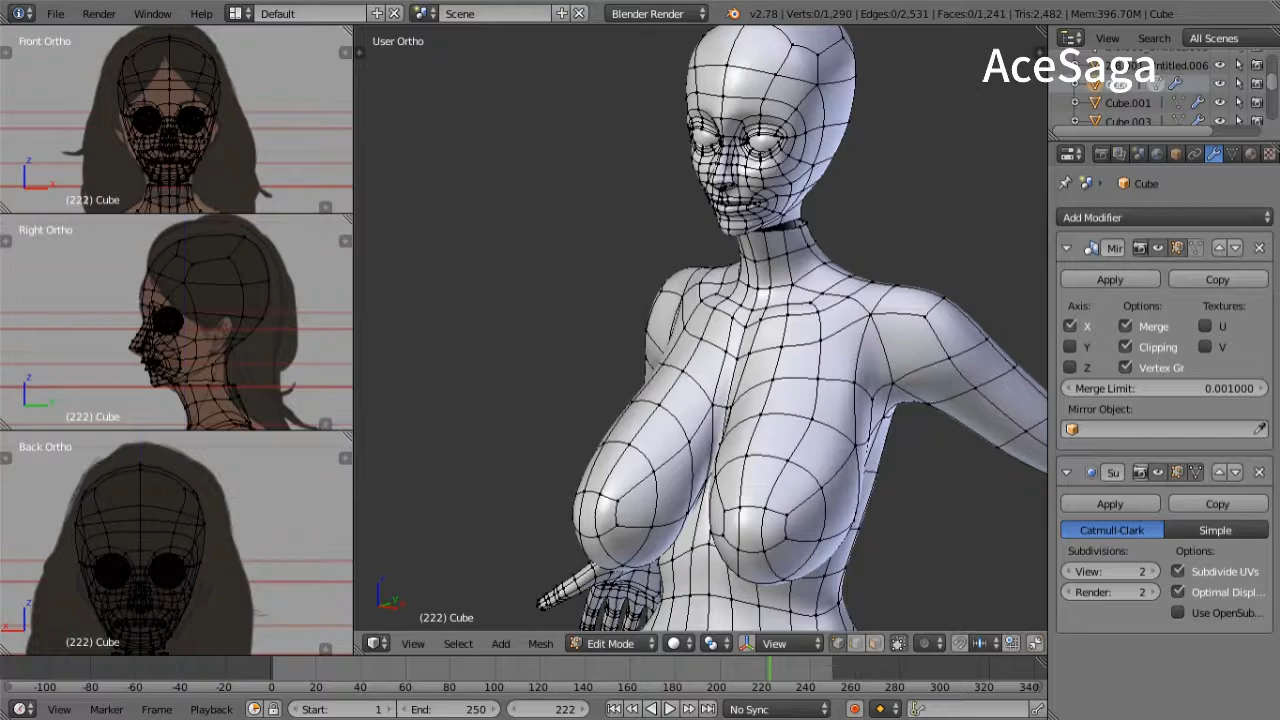 File Render Window Help Default Scene Blender Render v2.78 | Verts:0/1,290 | Edges:0/2,531 | Faces:0/1,241 | Tris:2,482 | Mem:396.70M | Cube
Front Ortho
User Ortho
View Search All Scenes
AceSaga
Cube.001
Cube.003
z
x
(222) Cube
Cube
Add Modifier
Right Ortho
Mir
Apply Copy
Axis: Options: Textures:
X Merge U
Y Clipping V
Z Vertex Gr
Merge Limit: 0.001000
Mirror Object:
z
y
(222) Cube
Back Ortho
Su
Apply Copy
Catmull-Clark Simple
Subdivisions: Options:
View: 2 Subdivide UVs
Render: 2 Optimal Displ...
Use OpenSub...
z
x
(222) Cube
z
y
(222) Cube
View Select Add Mesh Edit Mode View
-100 -80 -60 -40 -20 0 20 40 60 80 100 120 140 160 180 200 220 240 260 280 300 320 340
View Marker Frame Playback Start: 1 End: 250 222 No Sync